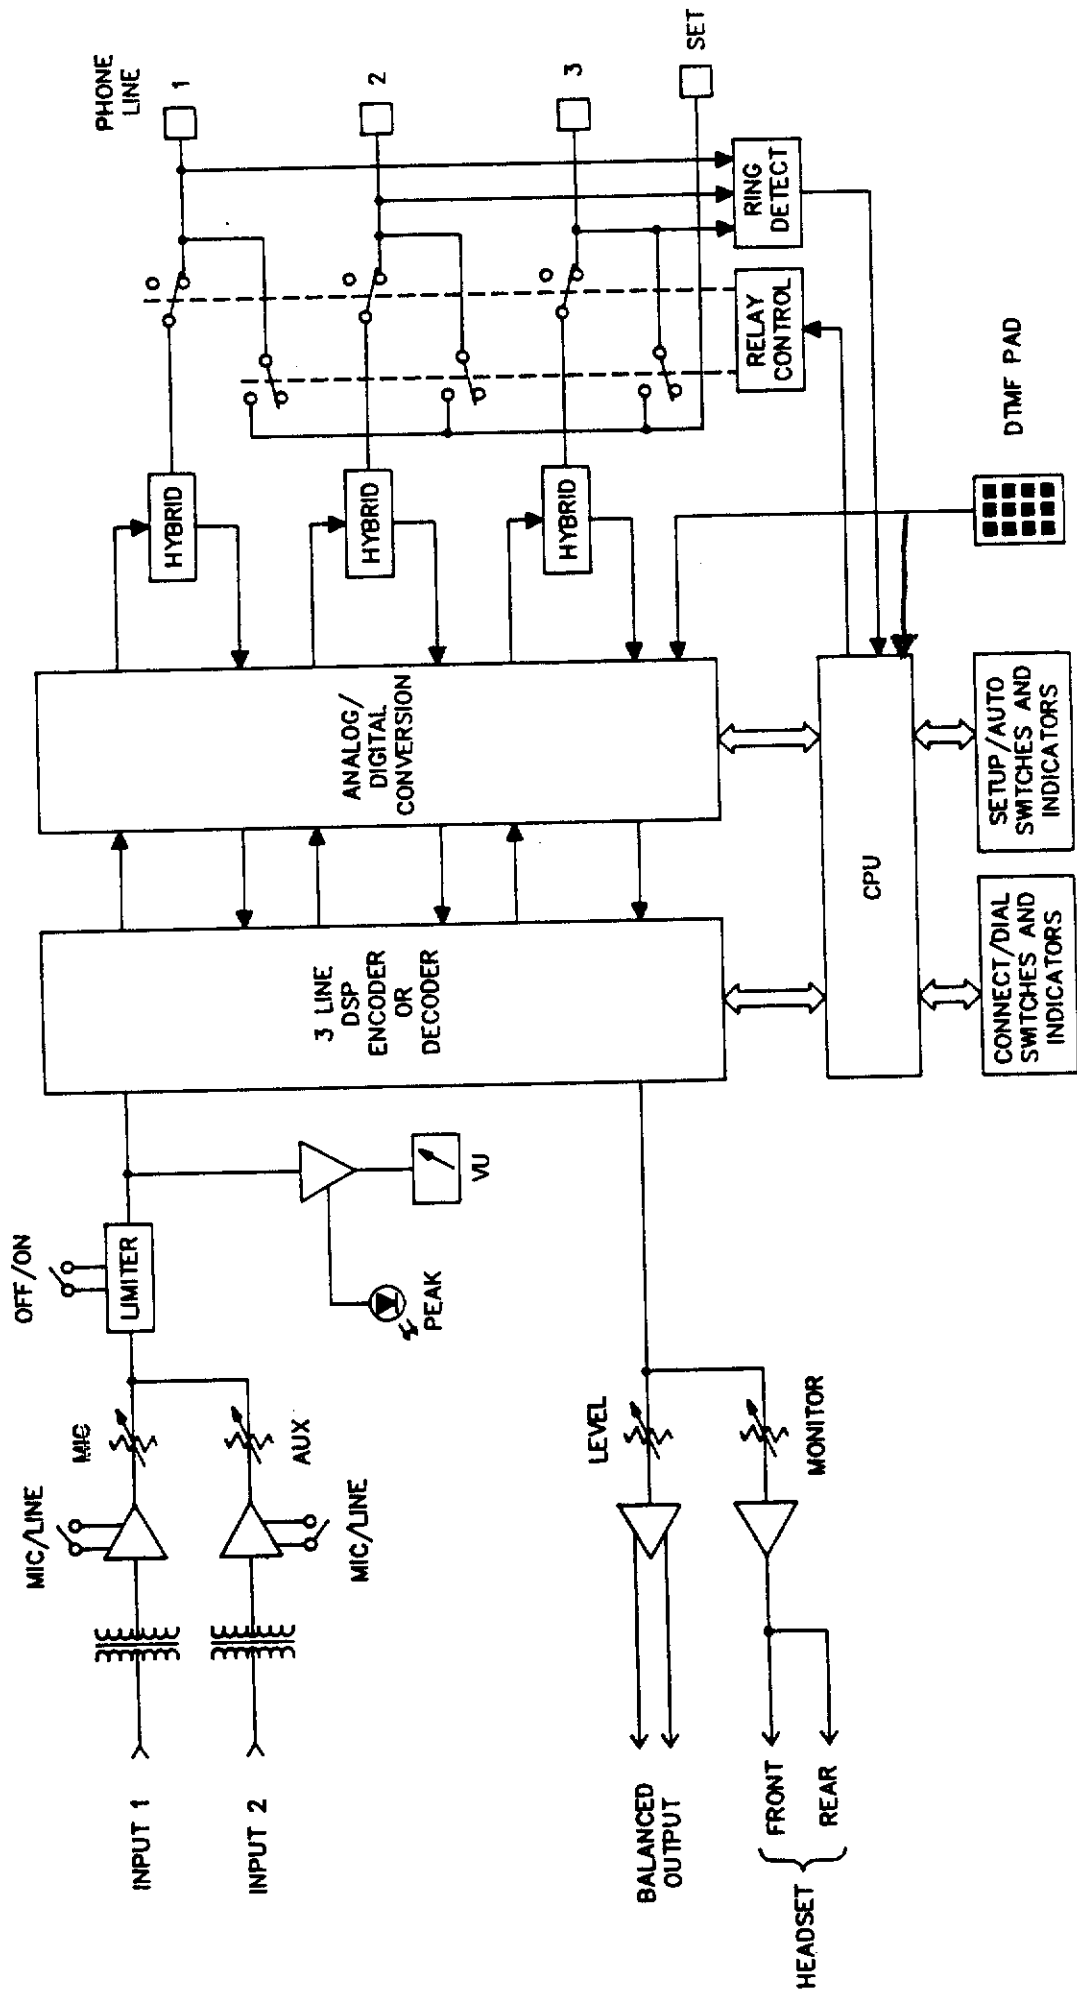 INPUT 1
INPUT 2
MIC/LINE
MIC
MIC/LINE
AUX
OFF/ON
LIMITER
PEAK
VU
3 LINE
DSP
ENCODER
OR
DECODER
ANALOG/
DIGITAL
CONVERSION
HYBRID
HYBRID
HYBRID
PHONE
LINE
1
2
3
SET
RING
DETECT
RELAY
CONTROL
DTMF PAD
CPU
CONNECT/DIAL
SWITCHES AND
INDICATORS
SETUP/AUTO
SWITCHES AND
INDICATORS
LEVEL
MONITOR
BALANCED
OUTPUT
HEADSET
FRONT
REAR